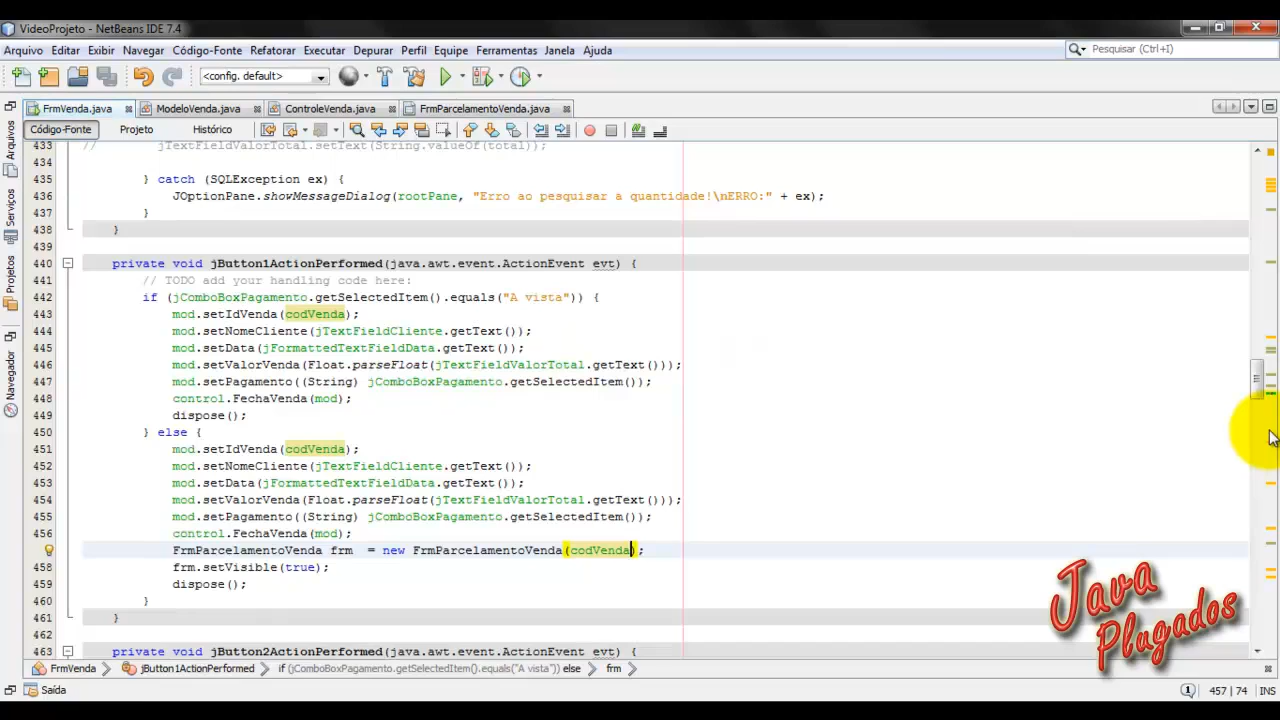 VideoProjeto - NetBeans IDE 7.4
Arquivo Editar Exibir Navegar Código-Fonte Refatorar Executar Depurar Perfil Equipe Ferramentas Janela Ajuda
Pesquisar (Ctrl+I)
<config. default>
FrmVenda.java ModeloVenda.java ControleVenda.java FrmParcelamentoVenda.java
Código-Fonte Projeto Histórico
Arquivos
Serviços
Projetos
Navegador
433 // jTextFieldValorTotal.setText(String.valueOf(total));
434
435 } catch (SQLException ex) {
436 JOptionPane.showMessageDialog(rootPane, "Erro ao pesquisar a quantidade!\nERRO:" + ex);
437 }
438 }
439
440 private void jButton1ActionPerformed(java.awt.event.ActionEvent evt) {
441 // TODO add your handling code here:
442 if (jComboBoxPagamento.getSelectedItem().equals("A vista")) {
443 mod.setIdVenda(codVenda);
444 mod.setNomeCliente(jTextFieldCliente.getText());
445 mod.setData(jFormattedTextFieldData.getText());
446 mod.setValorVenda(Float.parseFloat(jTextFieldValorTotal.getText()));
447 mod.setPagamento((String) jComboBoxPagamento.getSelectedItem());
448 control.FechaVenda(mod);
449 dispose();
450 } else {
451 mod.setIdVenda(codVenda);
452 mod.setNomeCliente(jTextFieldCliente.getText());
453 mod.setData(jFormattedTextFieldData.getText());
454 mod.setValorVenda(Float.parseFloat(jTextFieldValorTotal.getText()));
455 mod.setPagamento((String) jComboBoxPagamento.getSelectedItem());
456 control.FechaVenda(mod);
FrmParcelamentoVenda frm = new FrmParcelamentoVenda(codVenda);
458 frm.setVisible(true);
459 dispose();
460 }
461 }
462
463 private void jButton2ActionPerformed(java.awt.event.ActionEvent evt) {
Java Plugados
FrmVenda jButton1ActionPerformed if (jComboBoxPagamento.getSelectedItem().equals("A vista")) else frm
Saída
1 457 | 74 INS